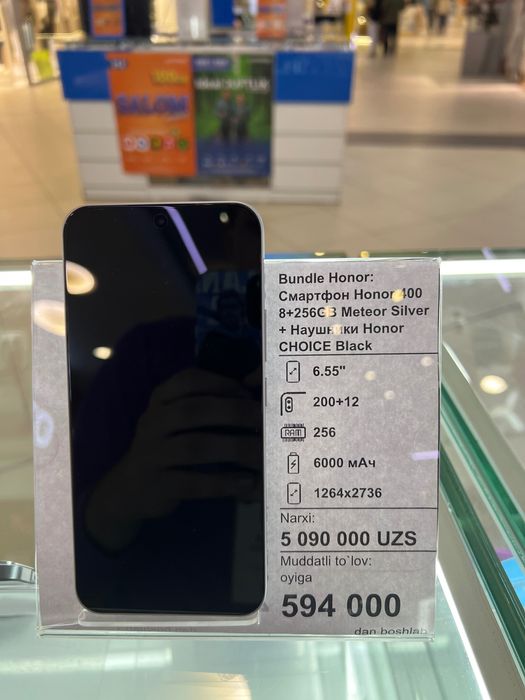 SALOM
Bundle Honor:
Смартфон Honor 400
8+256GB Meteor Silver
+ Наушники Honor
CHOICE Black
6.55"
200+12
RAM
256
6000 мАч
1264x2736
Narxi:
5 090 000 UZS
Muddatli to`lov:
oyiga
594 000
dan boshlab